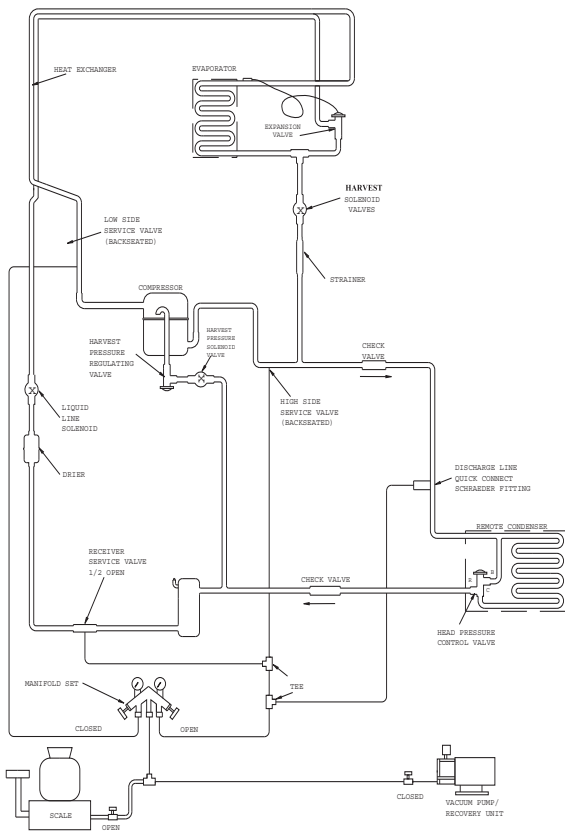 HEAT EXCHANGER
EVAPORATOR
EXPANSION
VALVE
HARVEST
SOLENOID
VALVES
LOW SIDE
SERVICE VALVE
(BACKSEATED)
STRAINER
COMPRESSOR
HARVEST
PRESSURE
REGULATING
VALVE
HARVEST
PRESSURE
SOLENOID
VALVE
CHECK
VALVE
X
X
X
LIQUID
LINE
SOLENOID
HIGH SIDE
SERVICE VALVE
(BACKSEATED)
DRIER
DISCHARGE LINE
QUICK CONNECT
SCHRAEDER FITTING
REMOTE CONDENSER
RECEIVER
SERVICE VALVE
1/2 OPEN
CHECK VALVE
R
B
C
HEAD PRESSURE
CONTROL VALVE
MANIFOLD SET
TEE
CLOSED
OPEN
SCALE
OPEN
CLOSED
VACUUM PUMP/
RECOVERY UNIT